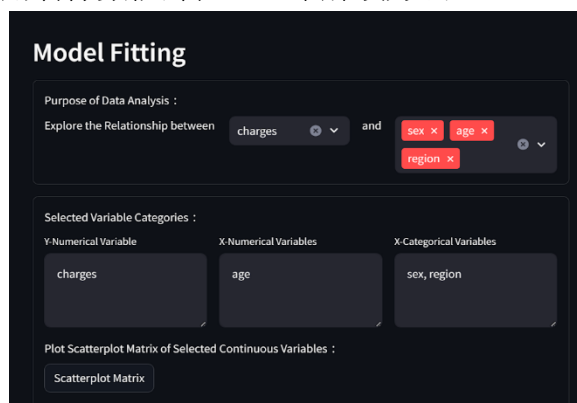 Model Fitting
Purpose of Data Analysis：
Explore the Relationship between charges and sex × age ×
region ×
Selected Variable Categories：
Y-Numerical Variable X-Numerical Variables X-Categorical Variables
charges age sex, region
Plot Scatterplot Matrix of Selected Continuous Variables：
Scatterplot Matrix